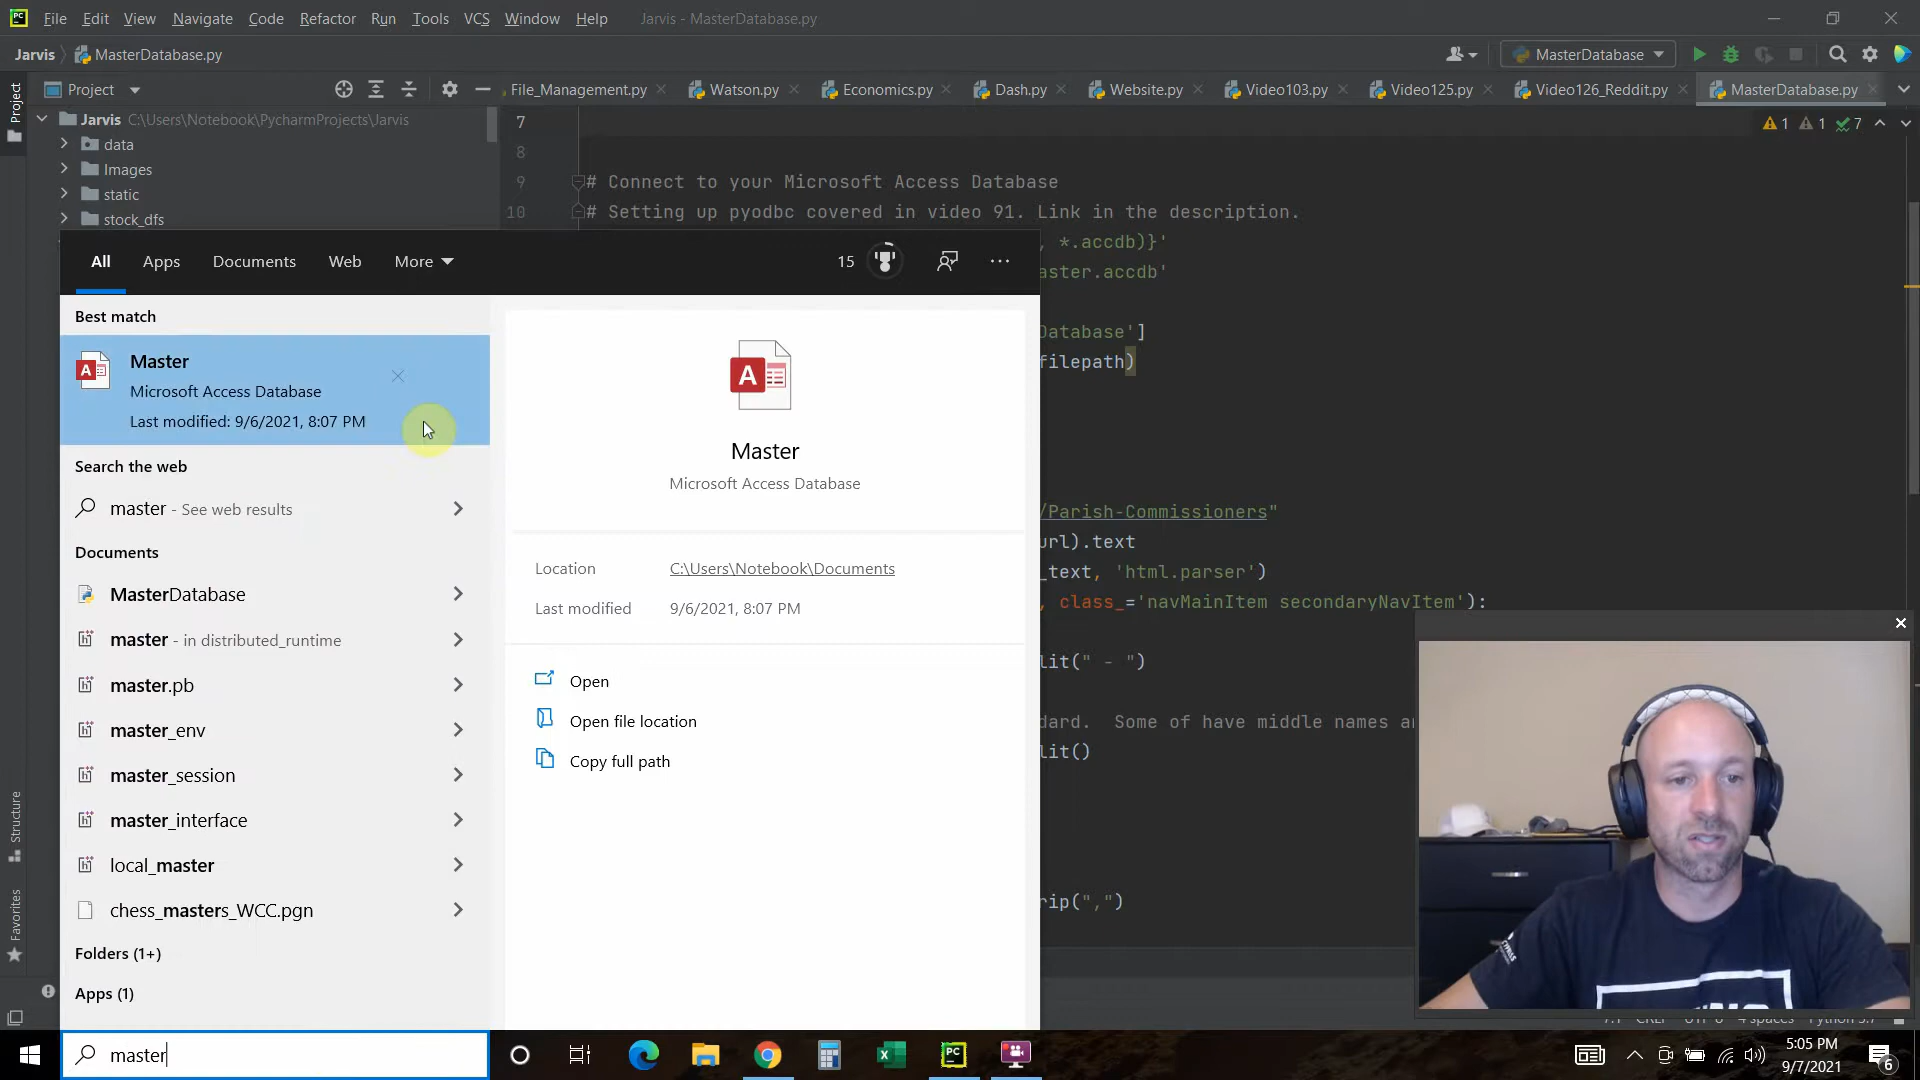 File Edit View Navigate Code Refactor Run Tools VCS Window Help Jarvis - MasterDatabase.py
Jarvis MasterDatabase.py MasterDatabase
Project File_Management.py Watson.py Economics.py Dash.py Website.py Video103.py Video125.py Video126_Reddit.py MasterDatabase.py
Project
Jarvis C:\Users\Notebook\PycharmProjects\Jarvis
data
Images
static
stock_dfs
1 1 7
7
8
9 # Connect to your Microsoft Access Database
10 # Setting up pyodbc covered in video 91. Link in the description.
, *.accdb)}'
aster.accdb'
Database']
filepath)
/Parish-Commissioners"
url).text
_text, 'html.parser')
, class_='navMainItem secondaryNavItem'):
lit(" - ")
dard. Some of have middle names a
lit()
rip(",")
All Apps Documents Web More 15
Best match
Master
Microsoft Access Database
Last modified: 9/6/2021, 8:07 PM
Search the web
master - See web results
Documents
MasterDatabase
master - in distributed_runtime
master.pb
master_env
master_session
master_interface
local_master
chess_masters_WCC.pgn
Folders (1+)
Apps (1)
Master
Microsoft Access Database
Location C:\Users\Notebook\Documents
Last modified 9/6/2021, 8:07 PM
Open
Open file location
Copy full path
Structure
Favorites
master
5:05 PM
9/7/2021
6